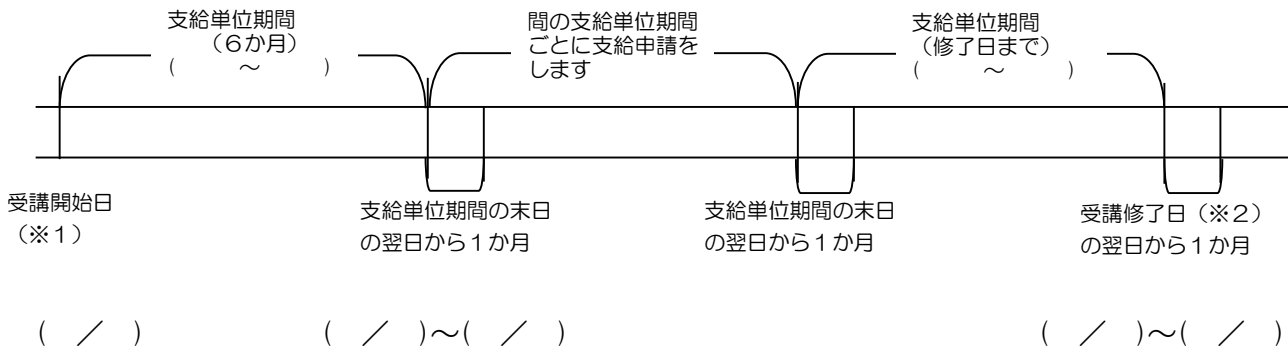 支給単位期間
（６か月）
（　　～　　）
間の支給単位期間
ごとに支給申請を
します
支給単位期間
（修了日まで）
（　　～　　）
受講開始日
（※１）
支給単位期間の末日
の翌日から１か月
支給単位期間の末日
の翌日から１か月
受講修了日（※２）
の翌日から１か月
（　／　）
（　／　）～（　／　）
（　／　）～（　／　）